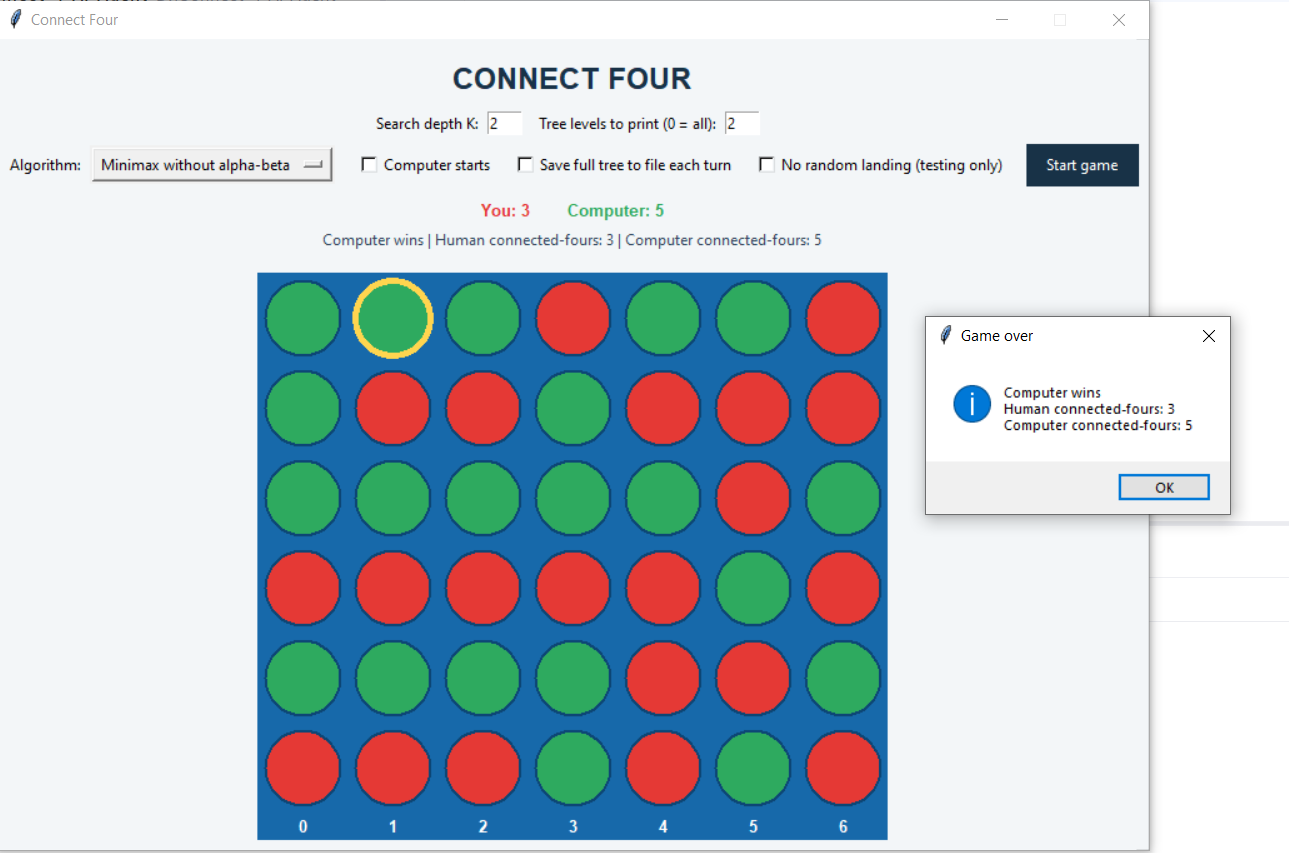 Connect Four
CONNECT FOUR
Search depth K: 2 Tree levels to print (0 = all): 2
Algorithm: Minimax without alpha-beta Computer starts Save full tree to file each turn No random landing (testing only) Start game
You: 3 Computer: 5
Computer wins | Human connected-fours: 3 | Computer connected-fours: 5
Game over
Computer wins
Human connected-fours: 3
Computer connected-fours: 5
OK
0 1 2 3 4 5 6